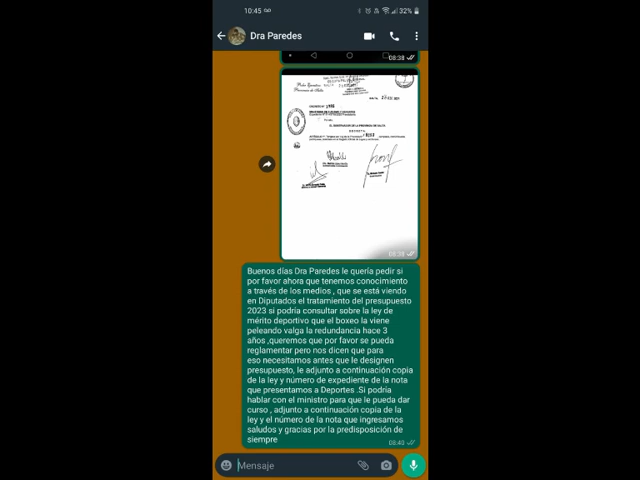 10:45
32%
Dra Paredes
08:38
DECRETA
08:38
Buenos días Dra Paredes le quería pedir si
por favor ahora que tenemos conocimiento
a través de los medios , que se está viendo
en Diputados el tratamiento del presupuesto
2023 si podría consultar sobre la ley de
mérito deportivo que el boxeo la viene
peleando valga la redundancia hace 3
años ,queremos que por favor se pueda
reglamentar pero nos dicen que para
eso necesitamos antes que le designen
presupuesto, le adjunto a continuación copia
de la ley y número de expediente de la nota
que presentamos a Deportes .Si podría
hablar con el ministro para que le pueda dar
curso , adjunto a continuación copia de la
ley y el número de la nota que ingresamos
saludos y gracias por la predisposición de
siempre
08:40
Mensaje